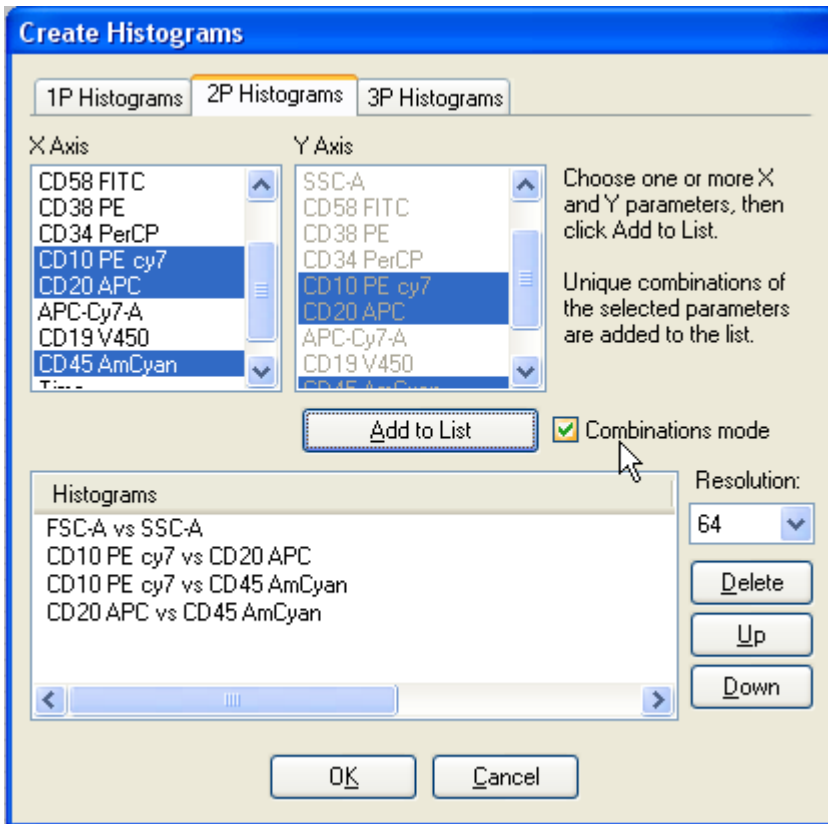 Create Histograms
1P Histograms
2P Histograms
3P Histograms
X Axis
CD58 FITC
CD38 PE
CD34 PerCP
CD10 PE cy7
CD20 APC
APC-Cy7-A
CD19 V450
CD45 AmCyan
Time
Y Axis
SSC-A
CD58 FITC
CD38 PE
CD34 PerCP
CD10 PE cy7
CD20 APC
APC-Cy7-A
CD19 V450
CD45 AmCyan
Choose one or more X
and Y parameters, then
click Add to List.
Unique combinations of
the selected parameters
are added to the list.
Add to List
Combinations mode
Histograms
FSC-A vs SSC-A
CD10 PE cy7 vs CD20 APC
CD10 PE cy7 vs CD45 AmCyan
CD20 APC vs CD45 AmCyan
Resolution:
64
Delete
Up
Down
OK
Cancel